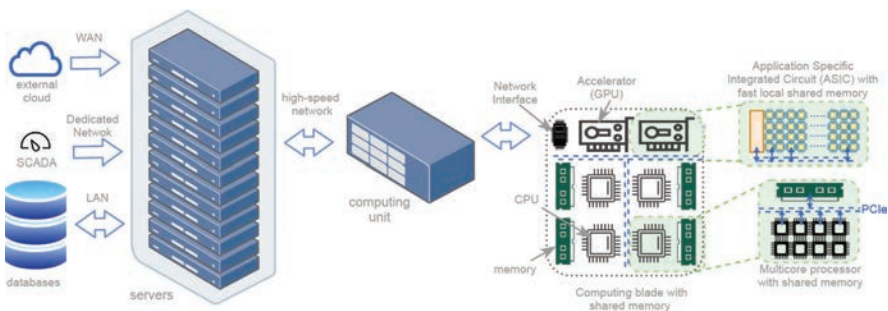 WAN
external
cloud
Dedicated
Netwok
SCADA
LAN
databases
servers
high-speed
network
computing
unit
Network
Interface
Accelerator
(GPU)
CPU
memory
Computing blade with
shared memory
Application Specific
Integrated Circuit (ASIC) with
fast local shared memory
PCIe
Multicore processor
with shared memory